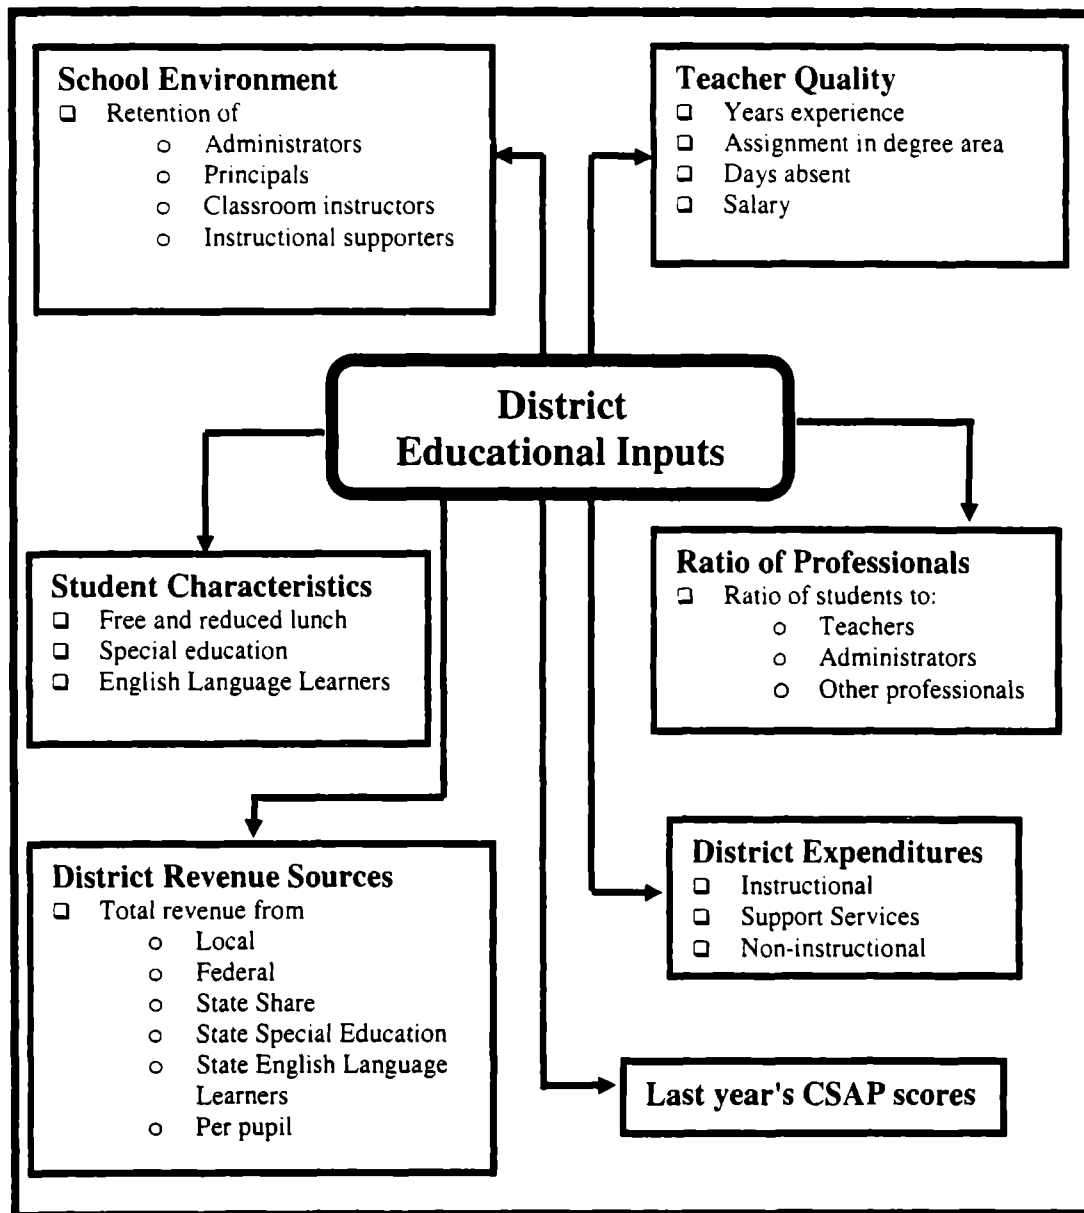 School Environment
❑ Retention of
o Administrators
o Principals
o Classroom instructors
o Instructional supporters
Teacher Quality
❑ Years experience
❑ Assignment in degree area
❑ Days absent
❑ Salary
District
Educational Inputs
Student Characteristics
❑ Free and reduced lunch
❑ Special education
❑ English Language Learners
Ratio of Professionals
❑ Ratio of students to:
o Teachers
o Administrators
o Other professionals
District Revenue Sources
❑ Total revenue from
o Local
o Federal
o State Share
o State Special Education
o State English Language
Learners
o Per pupil
District Expenditures
❑ Instructional
❑ Support Services
❑ Non-instructional
Last year's CSAP scores